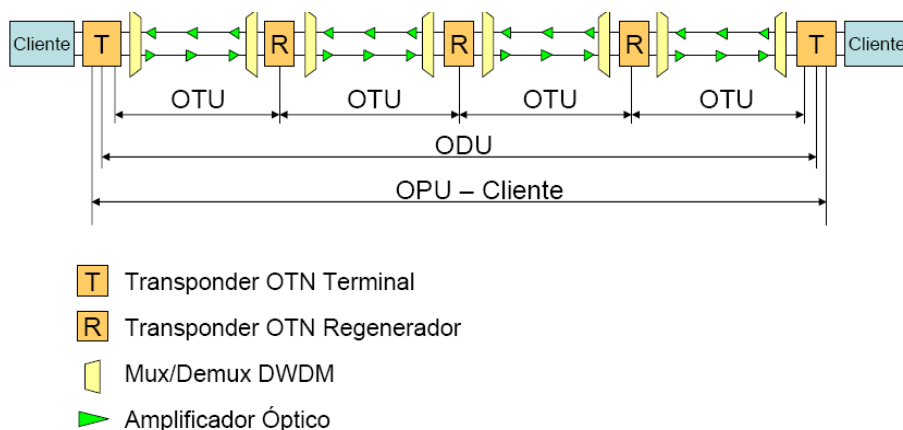 Cliente T R R R T Cliente
OTU OTU OTU OTU
ODU
OPU – Cliente
T Transponder OTN Terminal
R Transponder OTN Regenerador
Mux/Demux DWDM
Amplificador Óptico